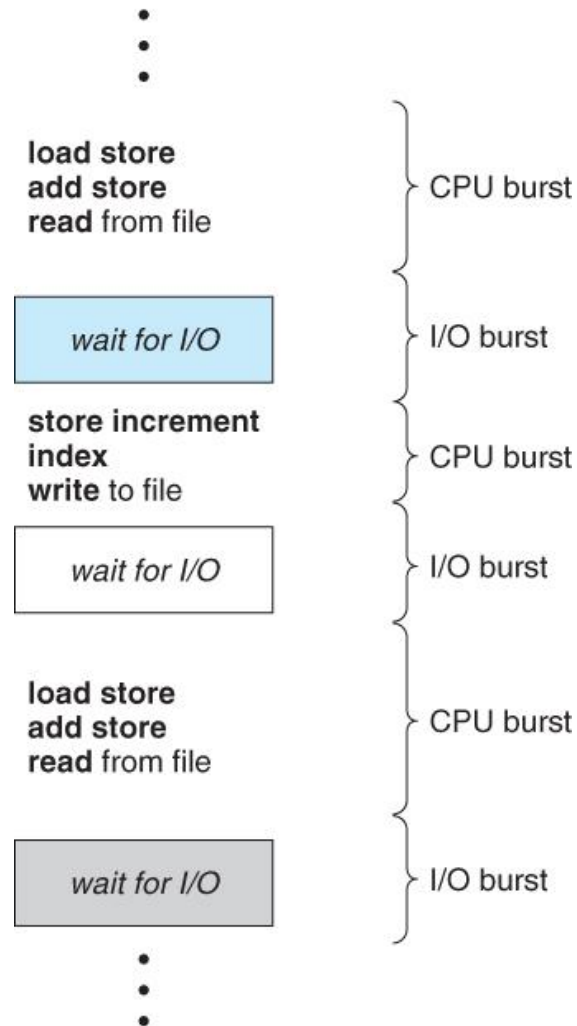 load store
add store
read from file
CPU burst
wait for I/O
I/O burst
store increment
index
write to file
CPU burst
wait for I/O
I/O burst
load store
add store
read from file
CPU burst
wait for I/O
I/O burst